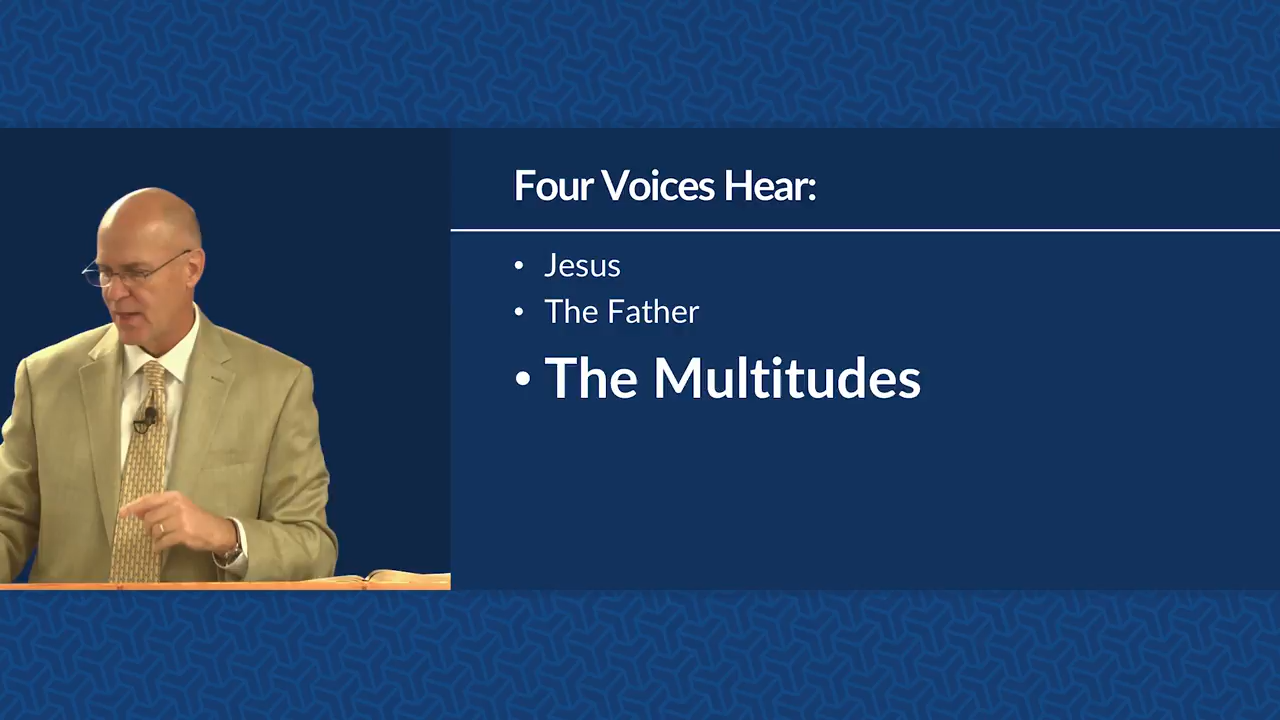 Four Voices Hear:
• Jesus
• The Father
• The Multitudes